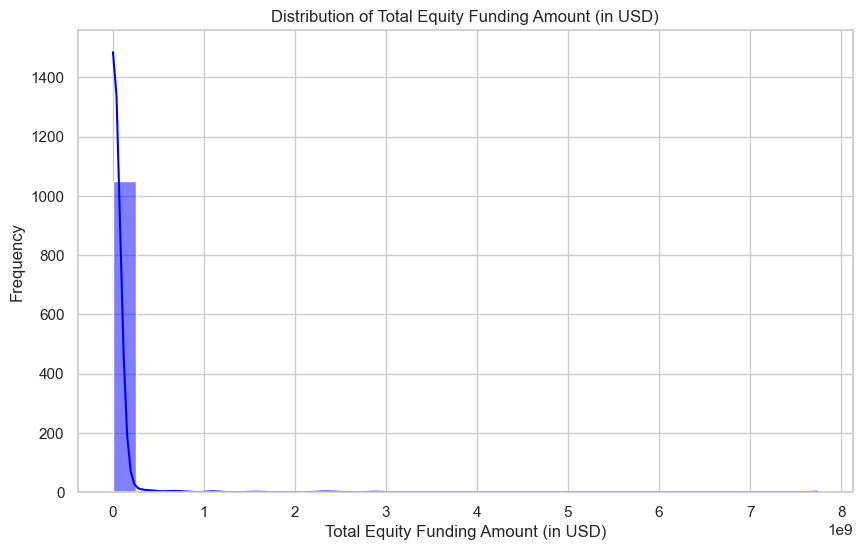 Distribution of Total Equity Funding Amount (in USD)
1400
1200
1000
800
600
400
200
0
Frequency
0 1 2 3 4 5 6 7 8
1e9
Total Equity Funding Amount (in USD)